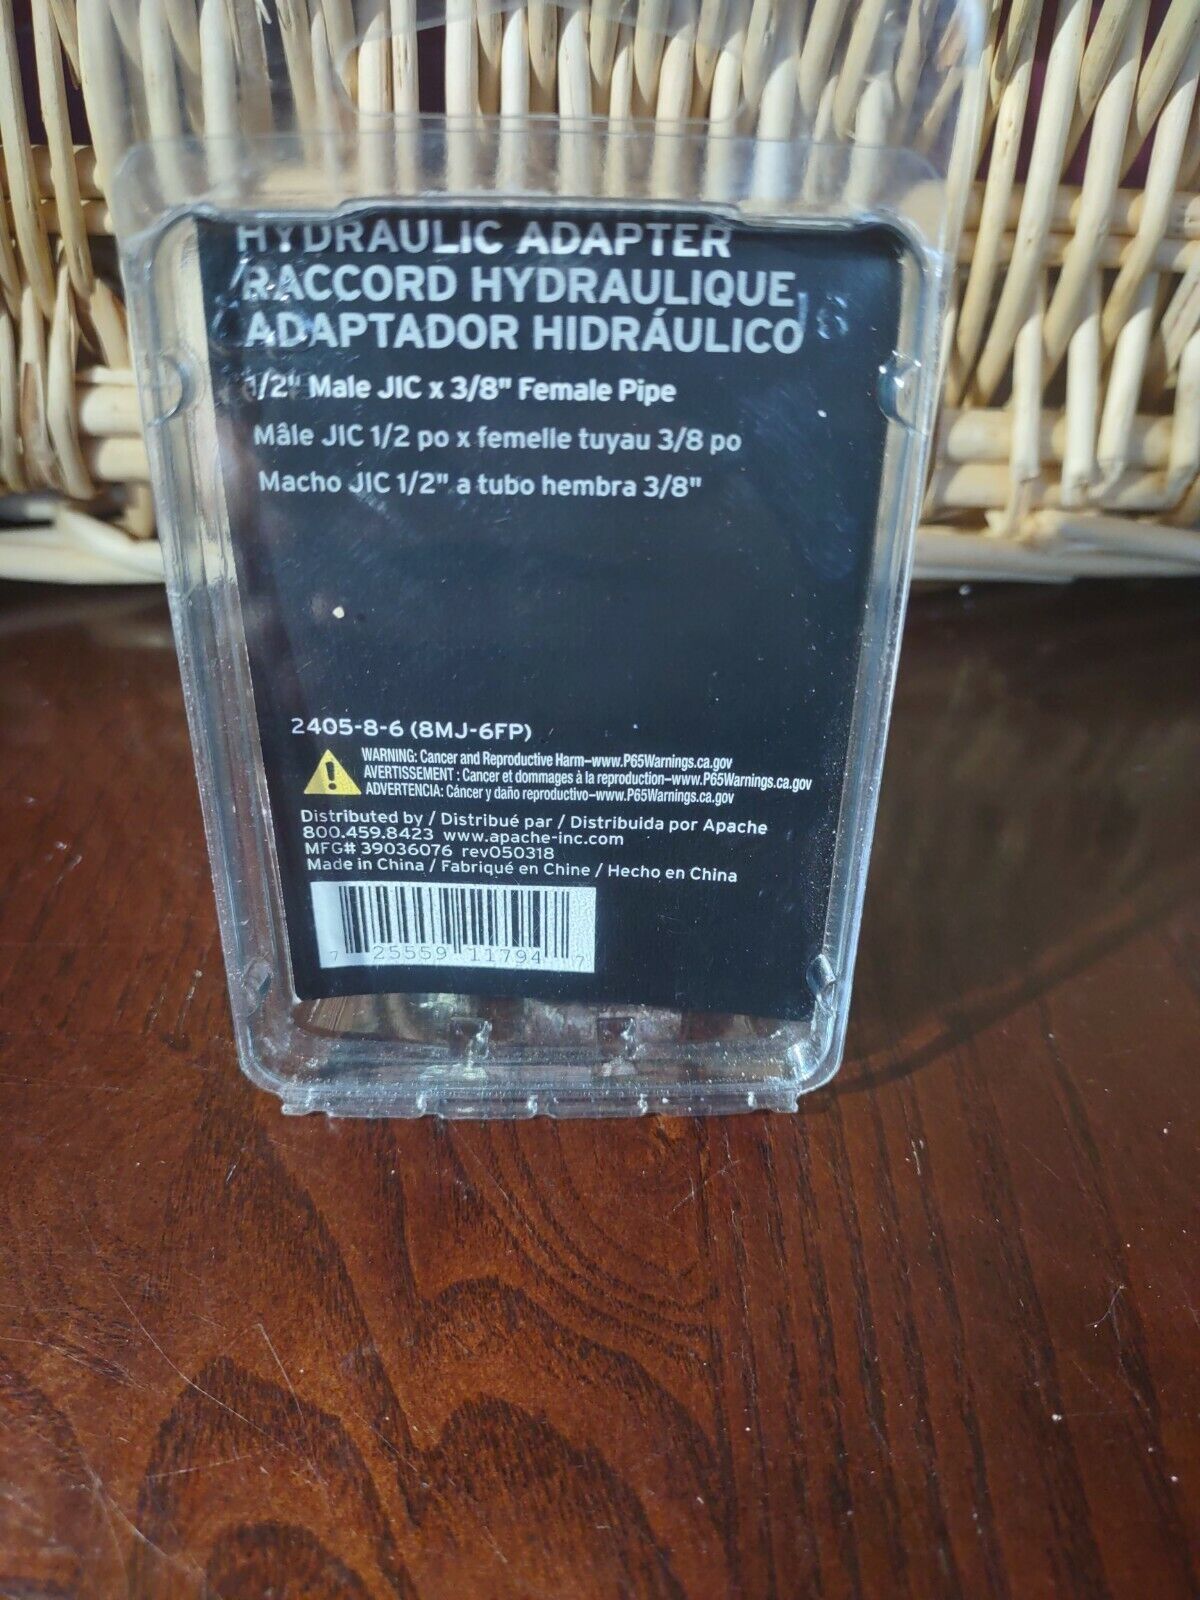 HYDRAULIC ADAPTER
RACCORD HYDRAULIQUE
ADAPTADOR HIDRÁULICO
1/2" Male JIC x 3/8" Female Pipe
Mâle JIC 1/2 po x femelle tuyau 3/8 po
Macho JIC 1/2" a tubo hembra 3/8"
2405-8-6 (8MJ-6FP)
WARNING: Cancer and Reproductive Harm–www.P65Warnings.ca.gov
AVERTISSEMENT : Cancer et dommages à la reproduction–www.P65Warnings.ca.gov
ADVERTENCIA: Cáncer y daño reproductivo–www.P65Warnings.ca.gov
Distributed by / Distribué par / Distribuida por Apache
800.459.8423 www.apache-inc.com
MFG# 39036076 rev050318
Made in China / Fabriqué en Chine / Hecho en China
7 25559 11794 7